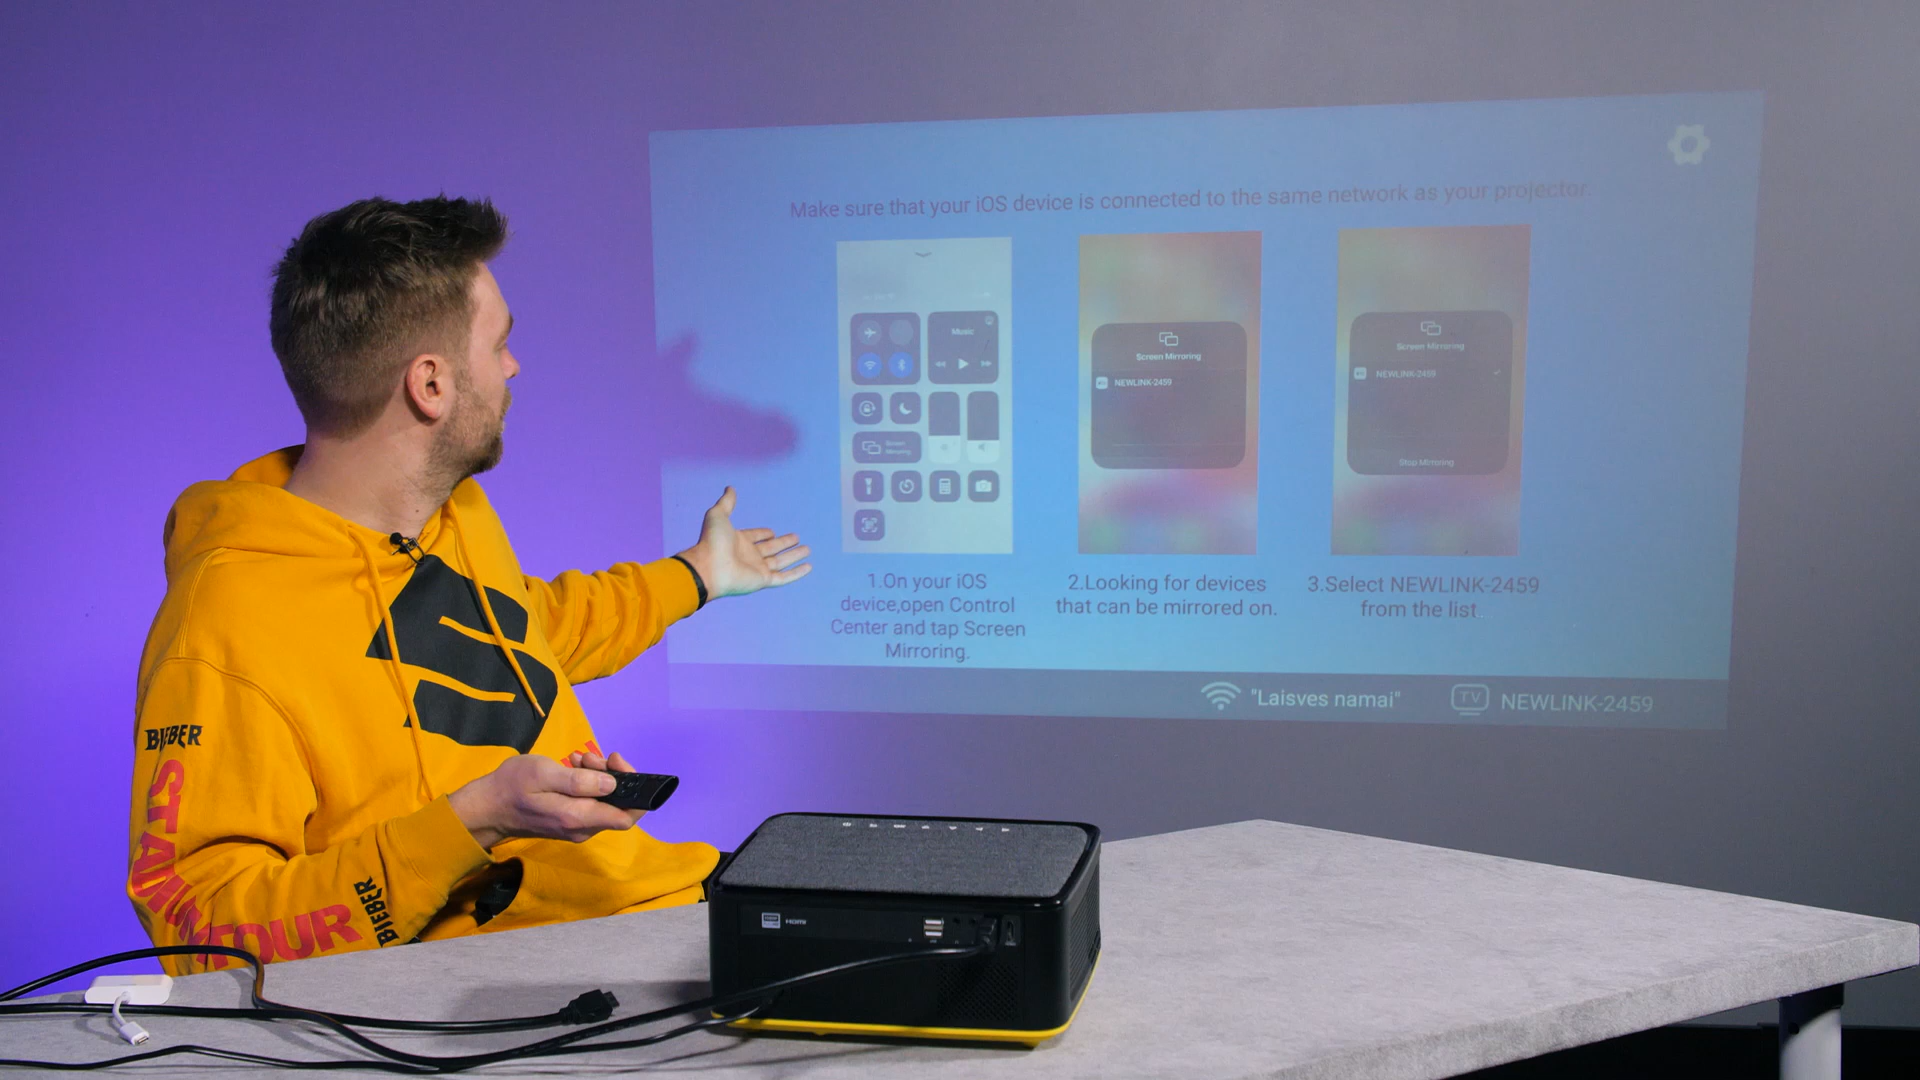 Make sure that your iOS device is connected to the same network as your projector.
Music
Screen
Mirroring
Screen Mirroring
NEWLINK-2459
Screen Mirroring
NEWLINK-2459
Stop Mirroring
1.On your iOS
device,open Control
Center and tap Screen
Mirroring.
2.Looking for devices
that can be mirrored on.
3.Select NEWLINK-2459
from the list
"Laisves namai"
TV
NEWLINK-2459
BIEBER
STADIUM TOUR
BIEBER
HDMI